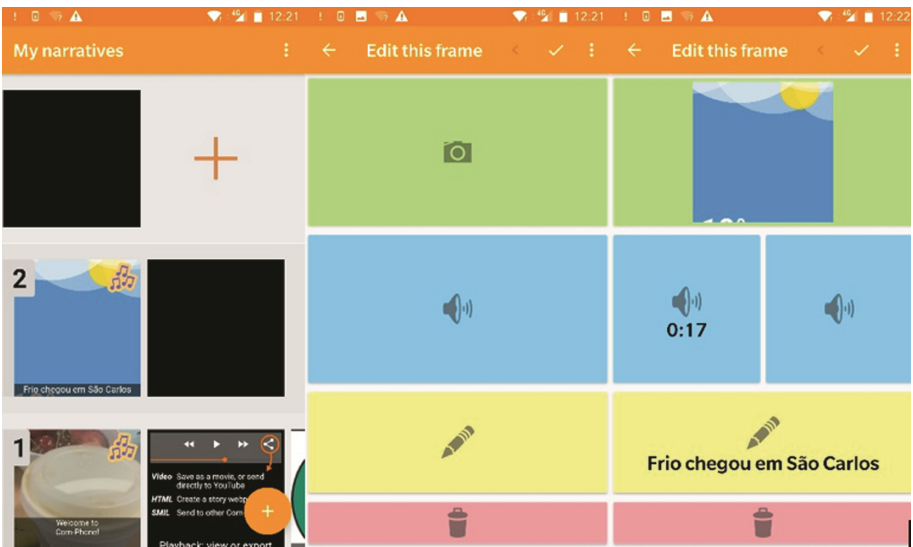 12:21
My narratives
2
Frio chegou em São Carlos
1
Welcome to
Com-Phone!
Video Save as a movie, or send
directly to YouTube
HTML Create a story
SMIL Send to other
Playback: view or export
12:21
Edit this frame
12:22
Edit this frame
0:17
Frio chegou em São Carlos